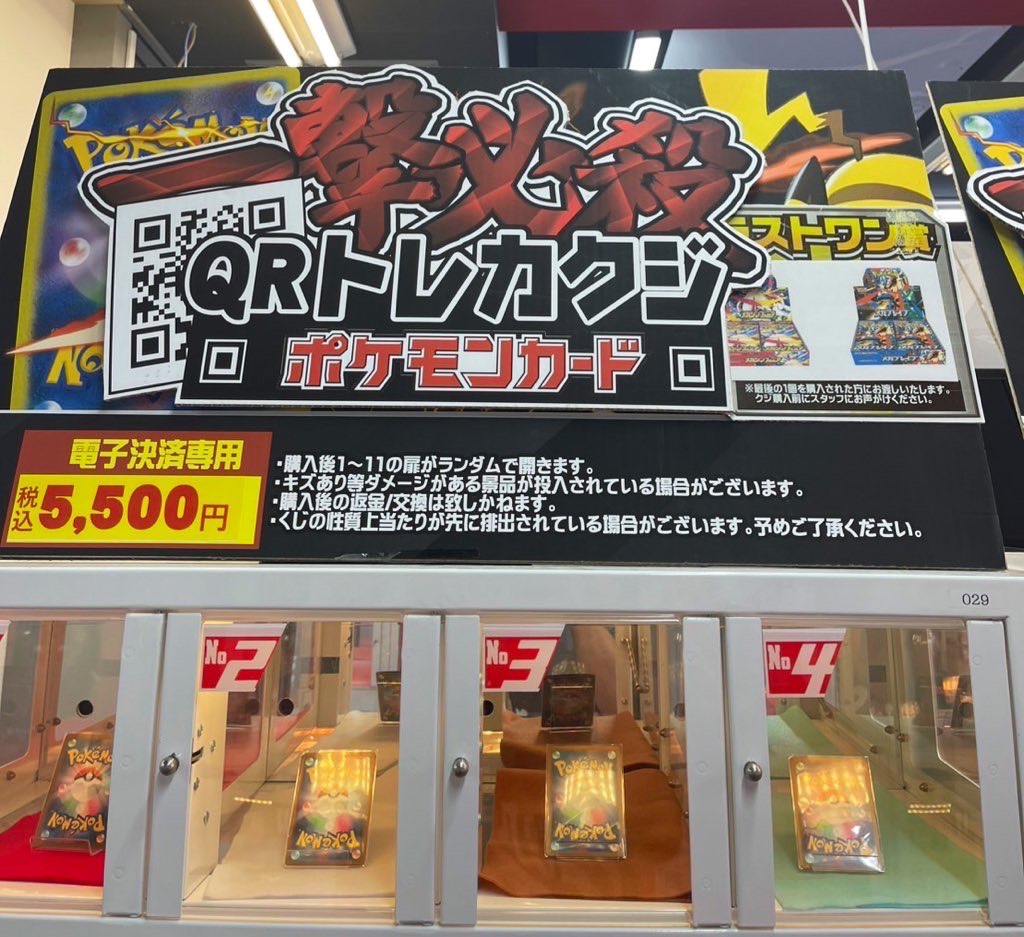 POKéMON
一撃必殺
QRトレカクジ
ポケモンカード
ラストワン賞
※最後の1個を購入された方にお渡しいたします。
クジ購入前にスタッフにお声がけください。
電子決済専用
税込5,500円
・購入後1~11の扉がランダムで開きます。
・キズあり等ダメージがある景品が投入されている場合がございます。
・購入後の返金/交換は致しかねます。
・くじの性質上当たりが先に排出されている場合がございます。予めご了承ください。
029
No2
No3
No4
POKéMON
POKéMON
POKéMON
POKéMON